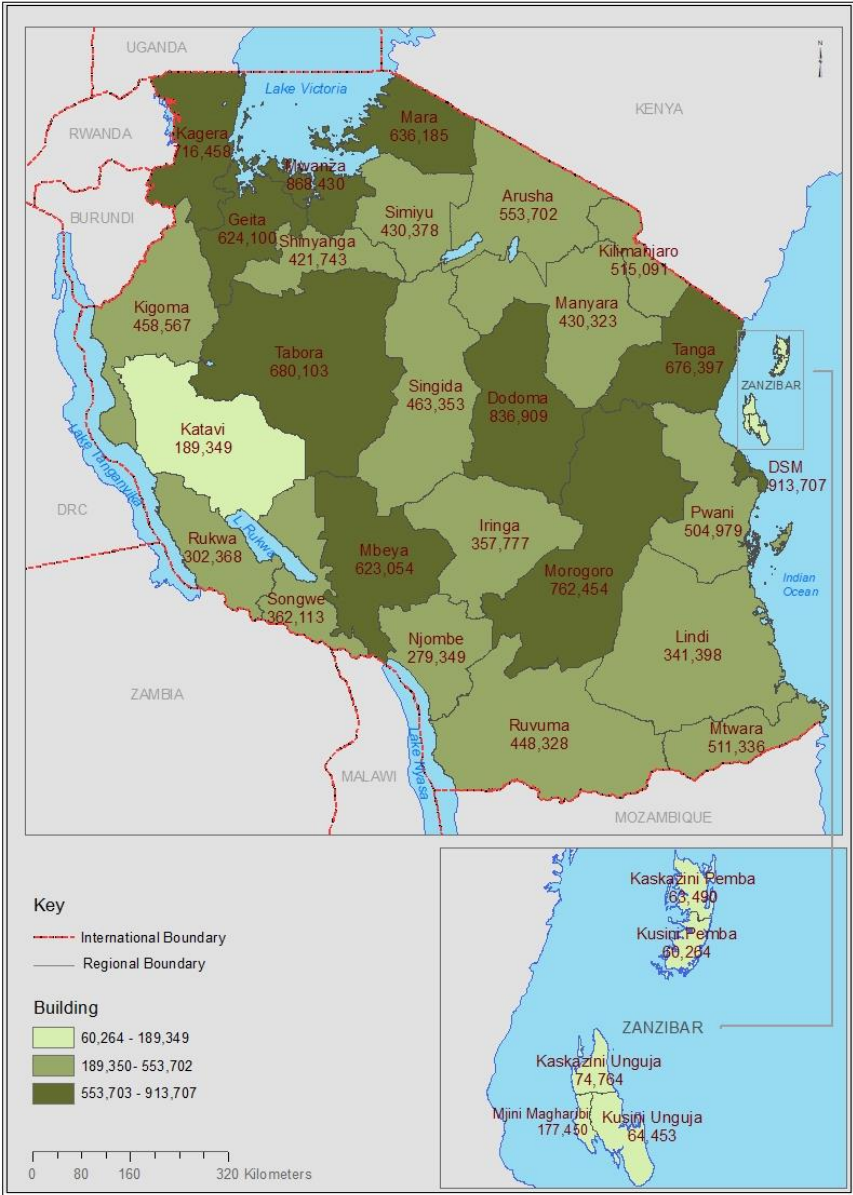 UGANDA
N
Lake Victoria
KENYA
Mara
636,185
RWANDA
Kagera
716,458
Mwanza
868,430
Arusha
553,702
Simiyu
430,378
BURUNDI
Geita
624,100
Shinyanga
421,743
Kilimanjaro
515,091
Kigoma
458,567
Manyara
430,323
Tabora
680,103
Tanga
676,397
Singida
463,353
Dodoma
836,909
ZANZIBAR
Katavi
189,349
DSM
913,707
Lake Tanganyika
DRC
L. Rukwa
Pwani
504,979
Iringa
357,777
Rukwa
302,368
Mbeya
623,054
Morogoro
762,454
Indian
Ocean
Songwe
362,113
Njombe
279,349
Lindi
341,398
ZAMBIA
Ruvuma
448,328
Mtwara
511,336
Lake Nyasa
MALAWI
MOZAMBIQUE
Kaskazini Pemba
63,490
Kusini Pemba
60,264
ZANZIBAR
Kaskazini Unguja
74,764
Mjini Magharibi
177,450
Kusini Unguja
64,453
Key
International Boundary
Regional Boundary
Building
60,264 - 189,349
189,350- 553,702
553,703 - 913,707
0 80 160 320 Kilometers